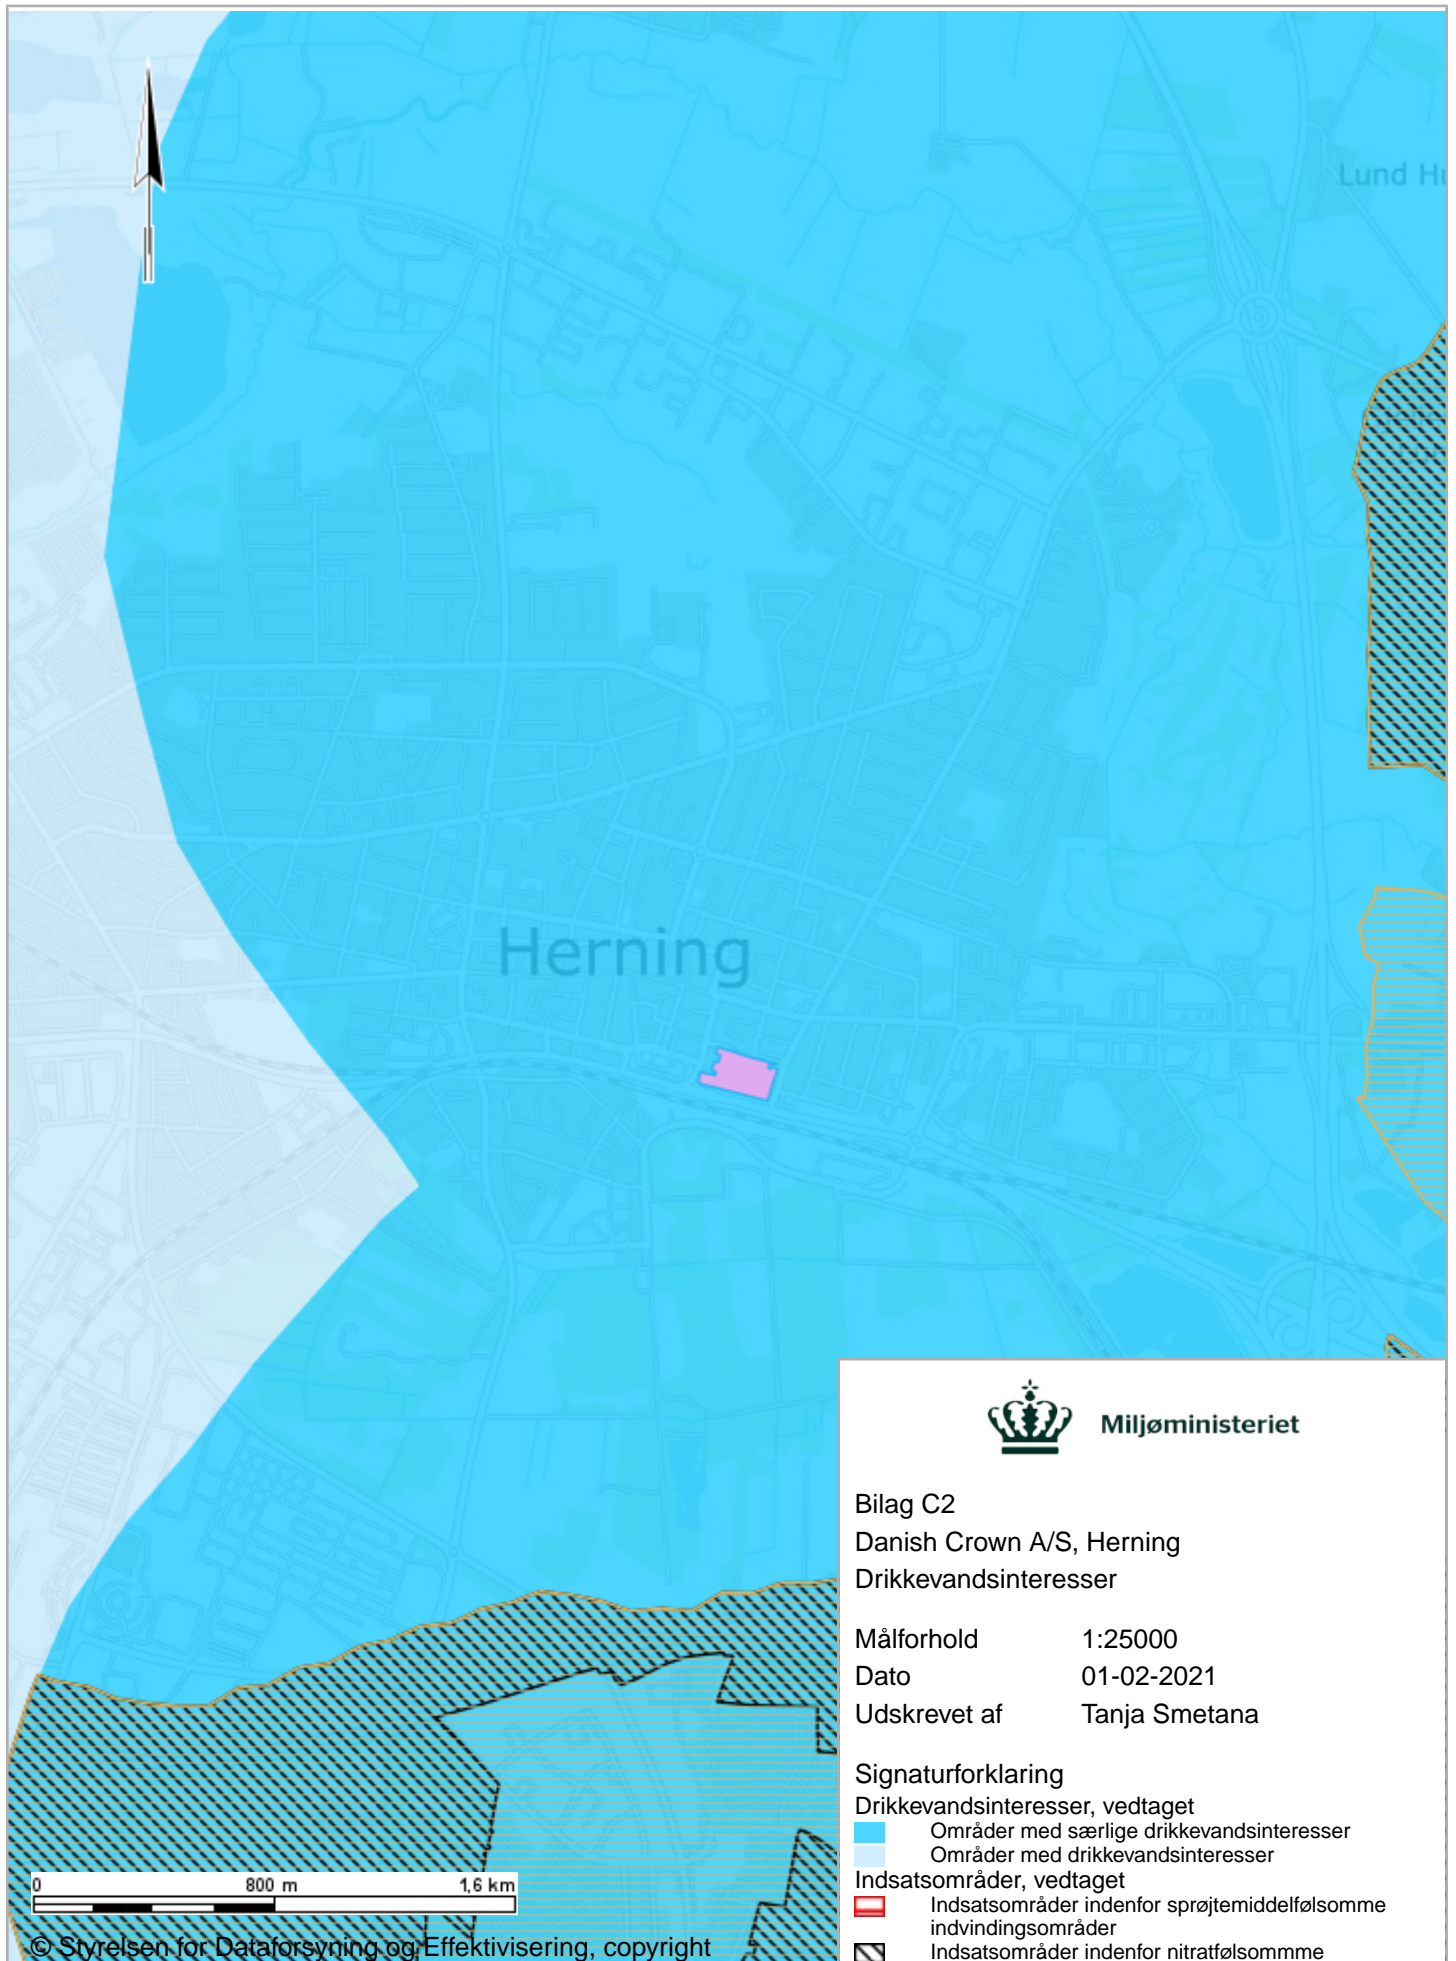 Lund Hu
Herning
Miljøministeriet
Bilag C2
Danish Crown A/S, Herning
Drikkevandsinteresser
Målforhold 1:25000
Dato 01-02-2021
Udskrevet af Tanja Smetana
Signaturforklaring
Drikkevandsinteresser, vedtaget
Områder med særlige drikkevandsinteresser
Områder med drikkevandsinteresser
Indsatsområder, vedtaget
Indsatsområder indenfor sprøjtemiddelfølsomme
indvindingsområder
Indsatsområder indenfor nitratfølsommme
0 800 m 1,6 km
© Styrelsen for Dataforsyning og Effektivisering, copyright